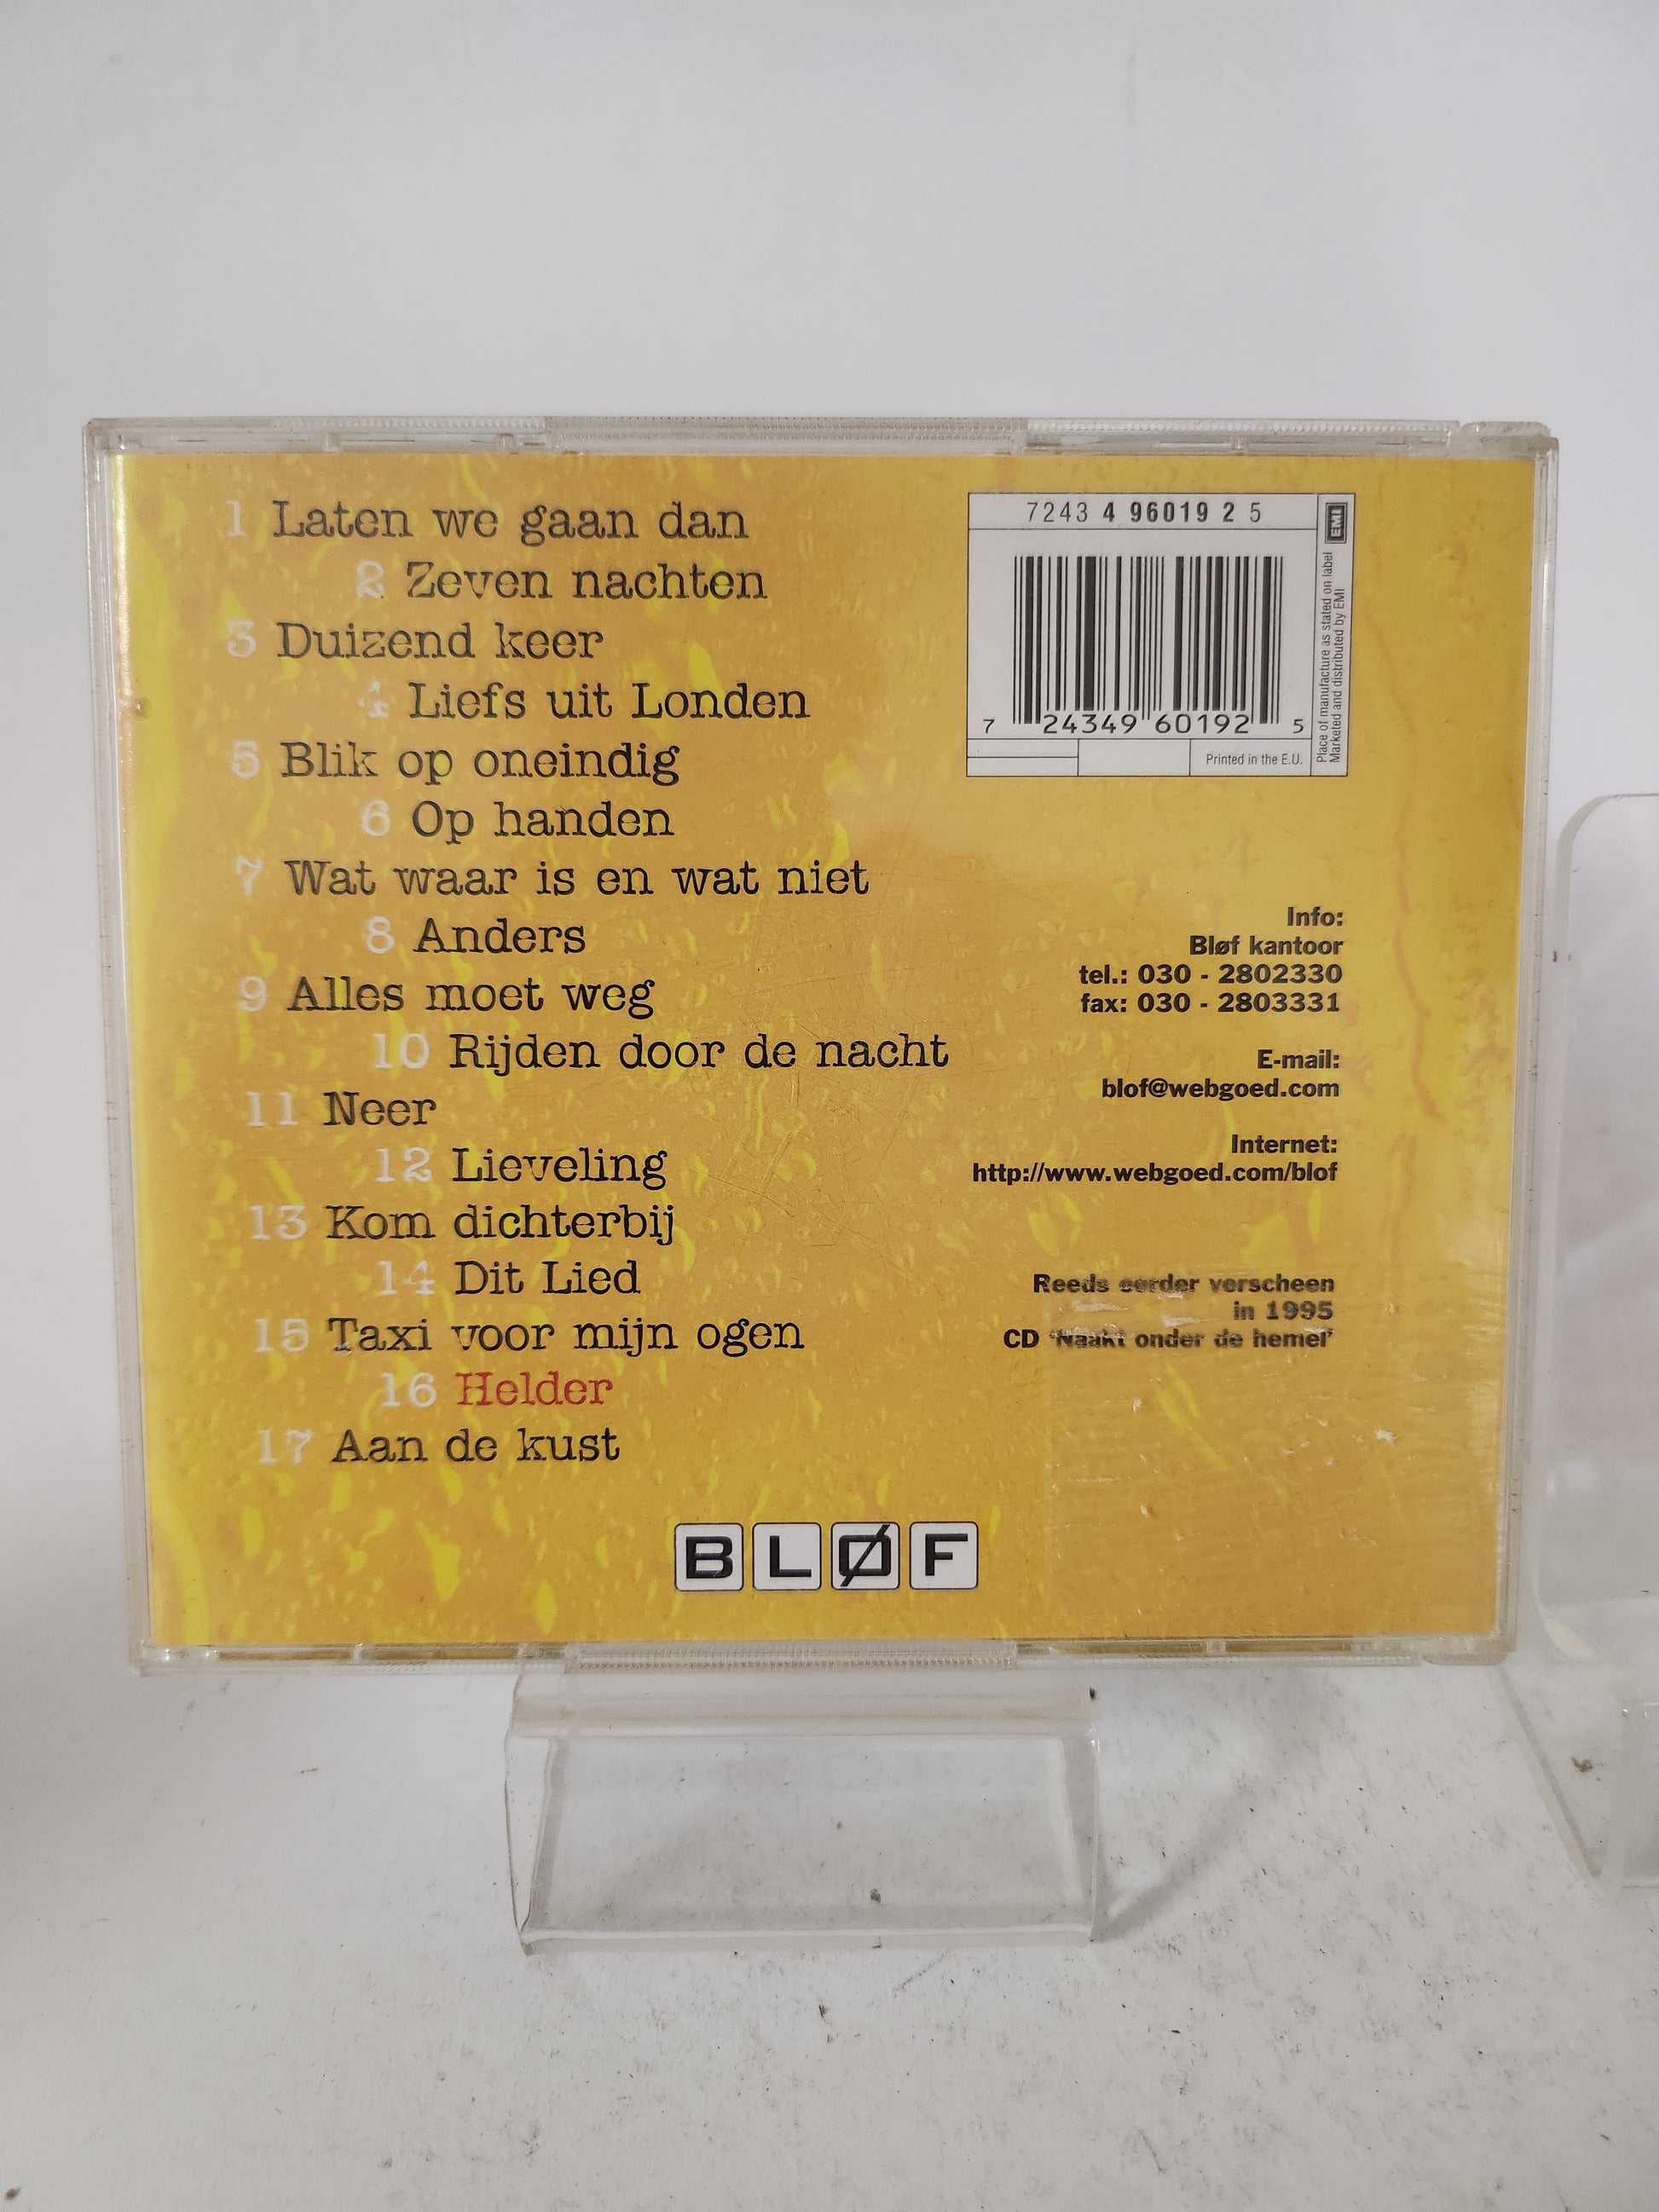 1 Laten we gaan dan
2 Zeven nachten
3 Duizend keer
4 Liefs uit Londen
5 Blik op oneindig
6 Op handen
7 Wat waar is en wat niet
8 Anders
9 Alles moet weg
10 Rijden door de nacht
11 Neer
12 Lieveling
13 Kom dichterbij
14 Dit Lied
15 Taxi voor mijn ogen
16 Helder
17 Aan de kust
7243 4 96019 2 5
7 24349 60192 5
Printed in the E.U.
EMI
Place of manufacture as stated on label
Marketed and distributed by EMI
Info:
Bløf kantoor
tel.: 030 - 2802330
fax: 030 - 2803331
E-mail:
blof@webgoed.com
Internet:
http://www.webgoed.com/blof
Reeds eerder verscheen
in 1995
CD 'Naakt onder de hemel'
BLØF